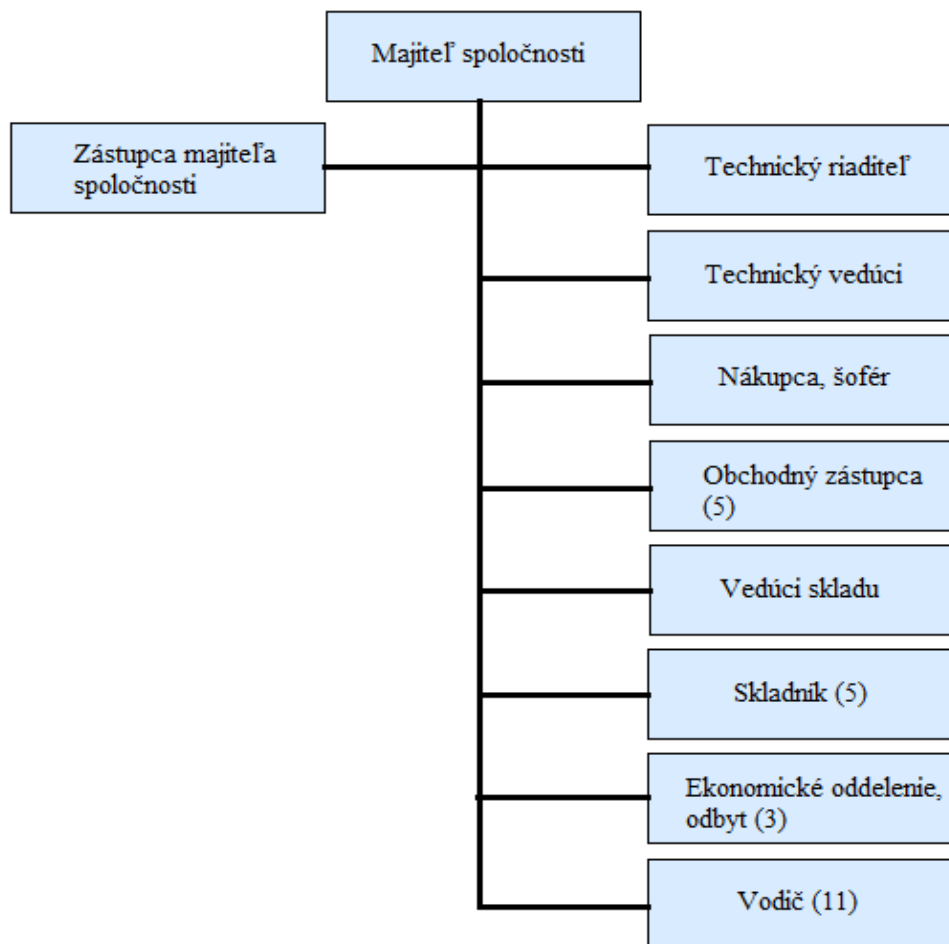 Majiteľ spoločnosti
Zástupca majiteľa
spoločnosti
Technický riaditeľ
Technický vedúci
Nákupca, šofér
Obchodný zástupca
(5)
Vedúci skladu
Skladník (5)
Ekonomické oddelenie,
odbyt (3)
Vodič (11)